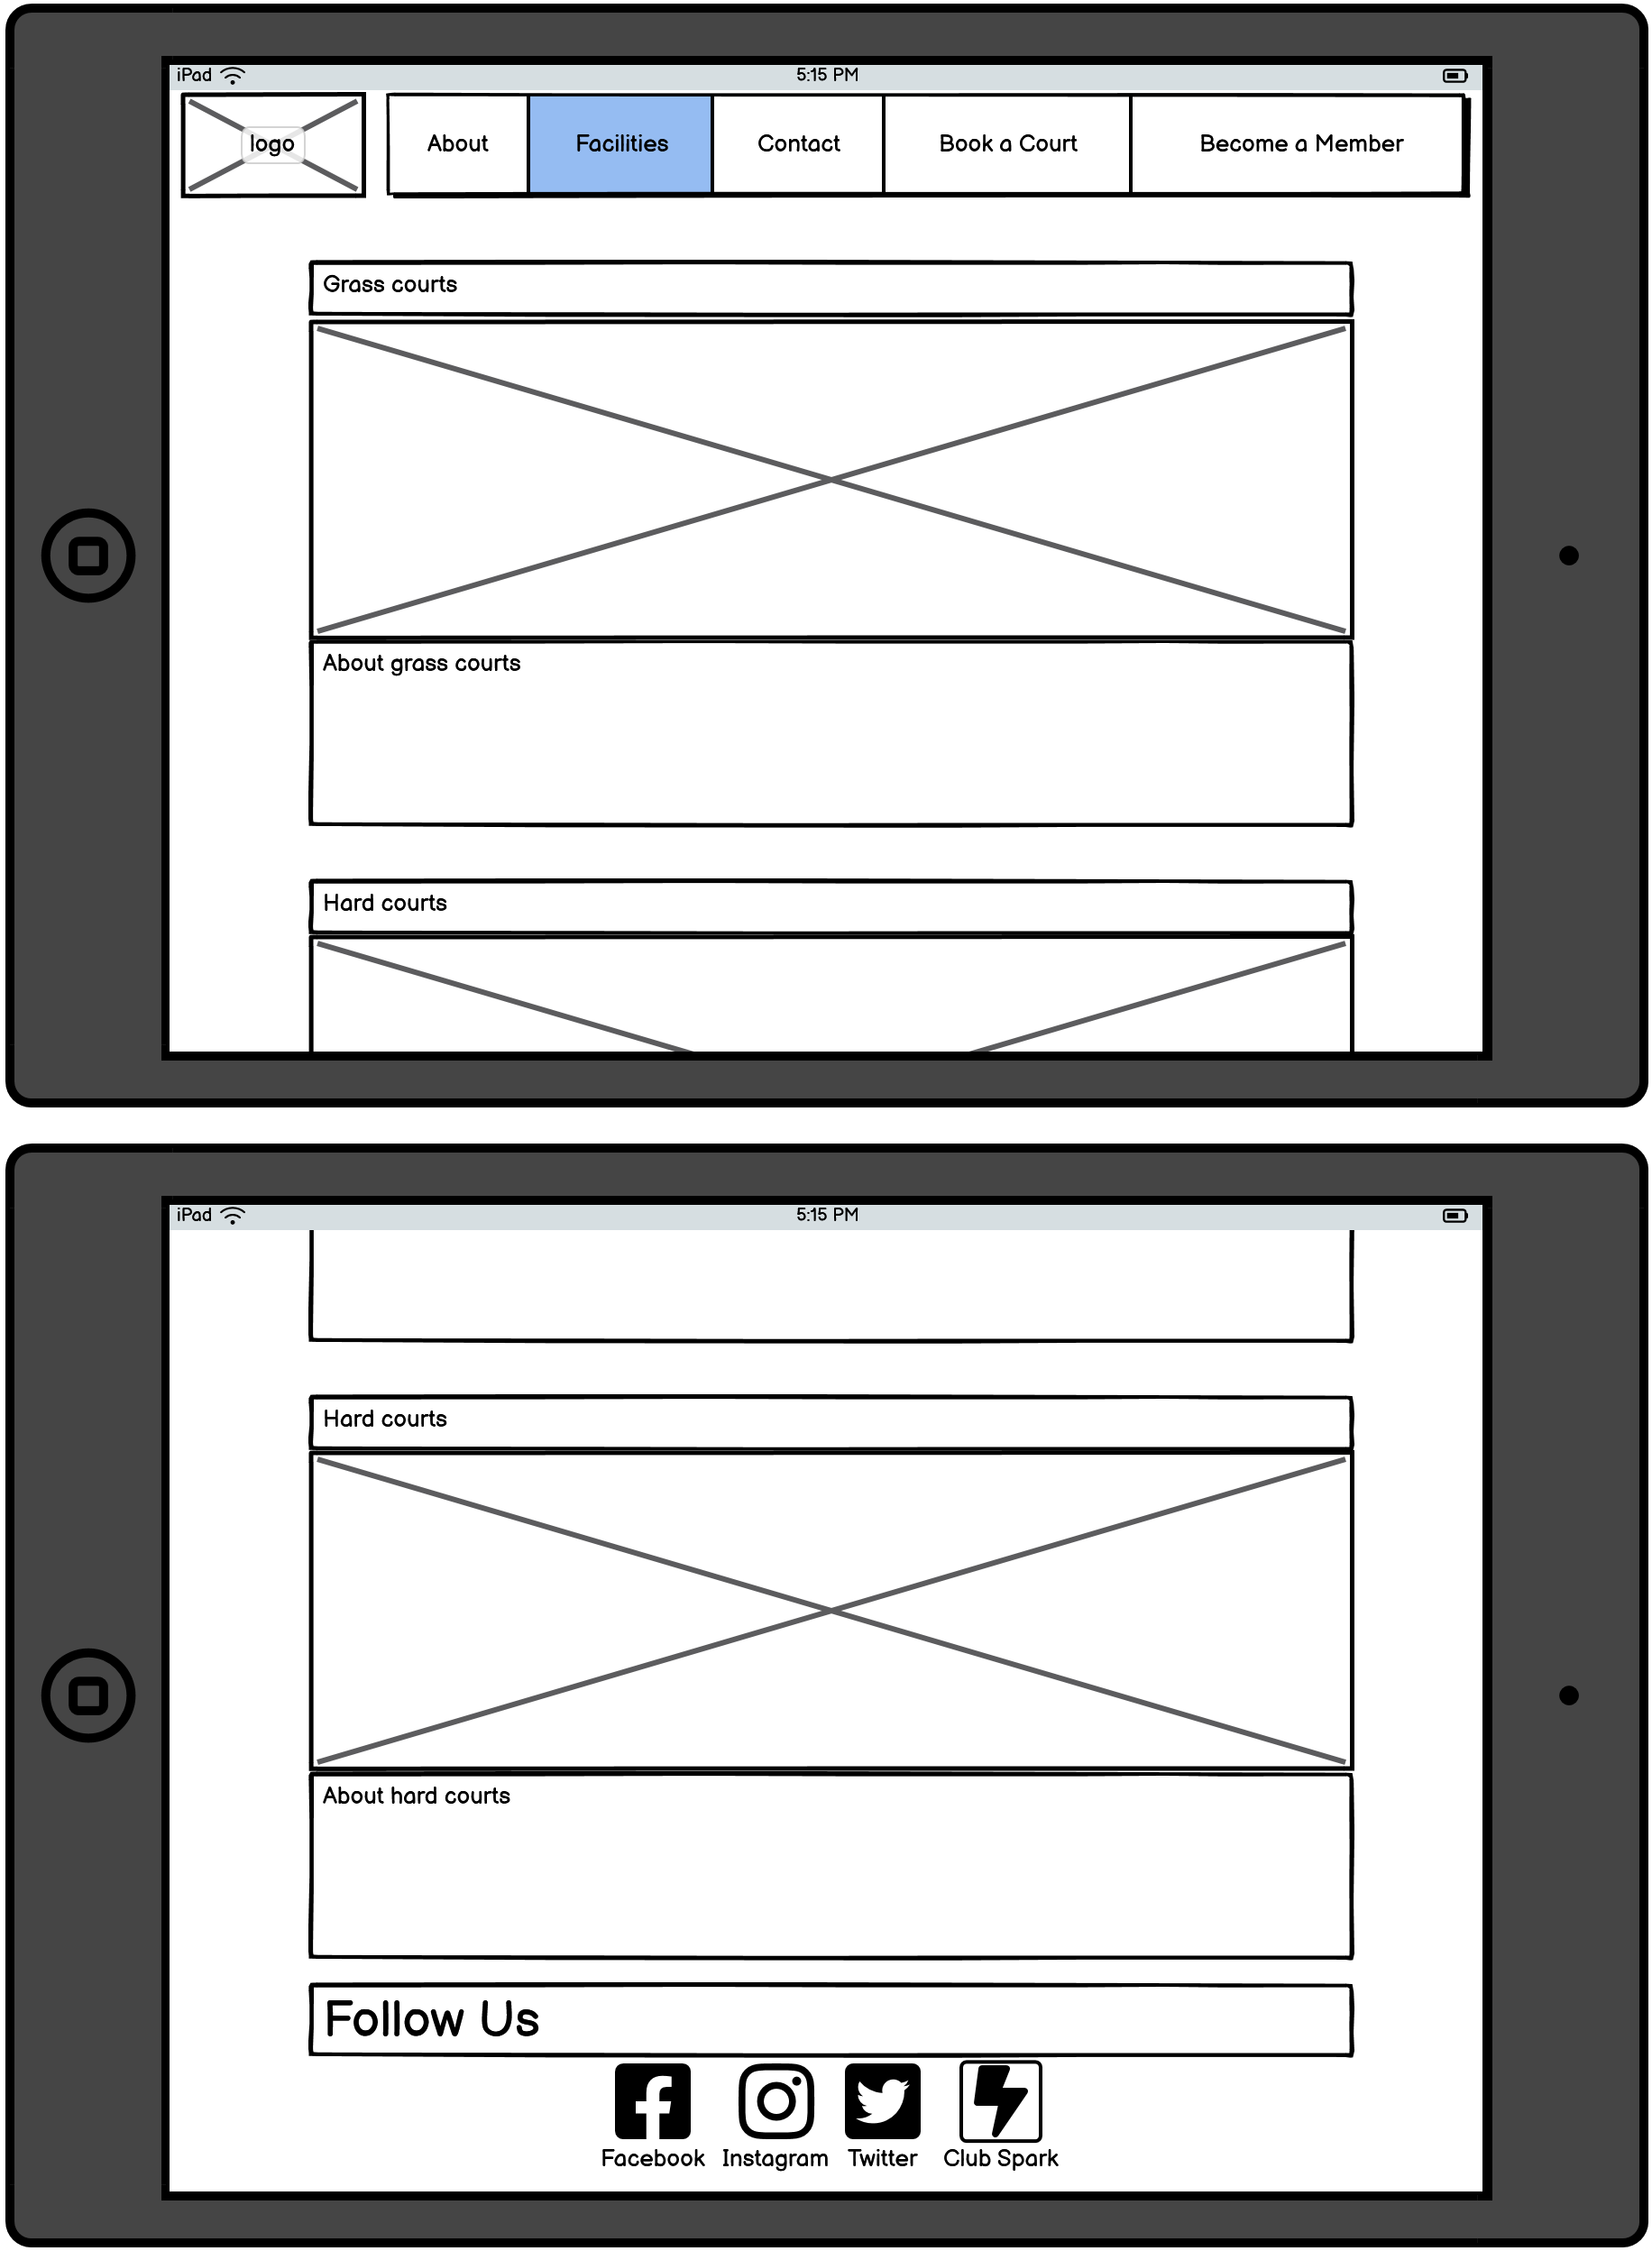 iPad 5:15 PM
logo About Facilities Contact Book a Court Become a Member
Grass courts
About grass courts
Hard courts
iPad 5:15 PM
Hard courts
About hard courts
Follow Us
Facebook Instagram Twitter Club Spark